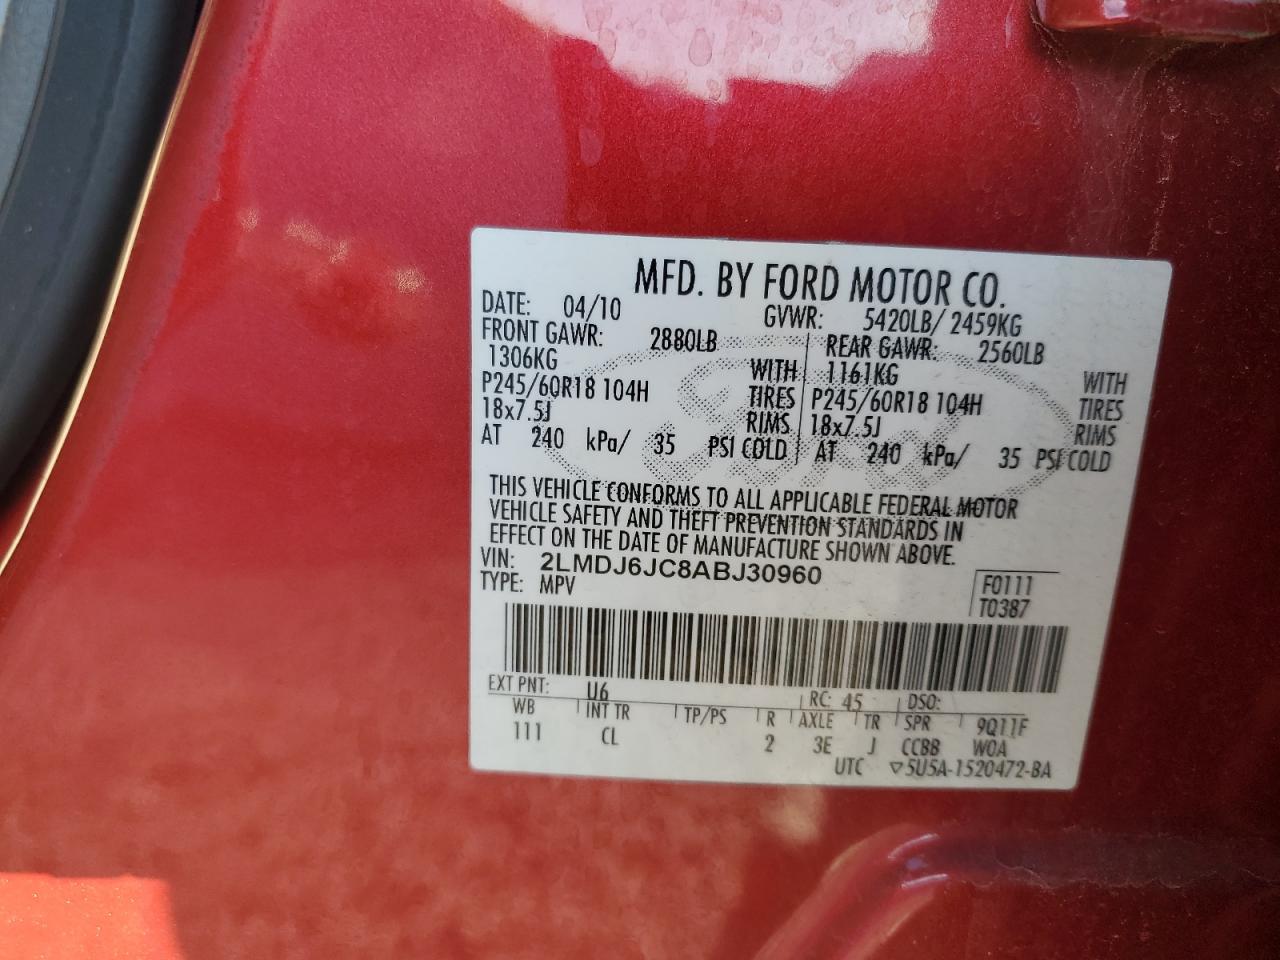 MFD. BY FORD MOTOR CO.
DATE: 04/10 GVWR: 5420LB/ 2459KG
FRONT GAWR: 2880LB REAR GAWR: 2560LB
1306KG WITH 1161KG WITH
P245/60R18 104H TIRES P245/60R18 104H TIRES
18x7.5J RIMS 18x7.5J RIMS
AT 240 kPa/ 35 PSI COLD AT 240 kPa/ 35 PSI COLD
THIS VEHICLE CONFORMS TO ALL APPLICABLE FEDERAL MOTOR
VEHICLE SAFETY AND THEFT PREVENTION STANDARDS IN
EFFECT ON THE DATE OF MANUFACTURE SHOWN ABOVE.
VIN: 2LMDJ6JC8ABJ30960
TYPE: MPV F0111
T0387
EXT PNT: U6 RC: 45 DSO:
WB INT TR TP/PS R AXLE TR SPR 9Q11F
111 CL 2 3E J CCBB WOA
UTC ▽5U5A-1520472-BA